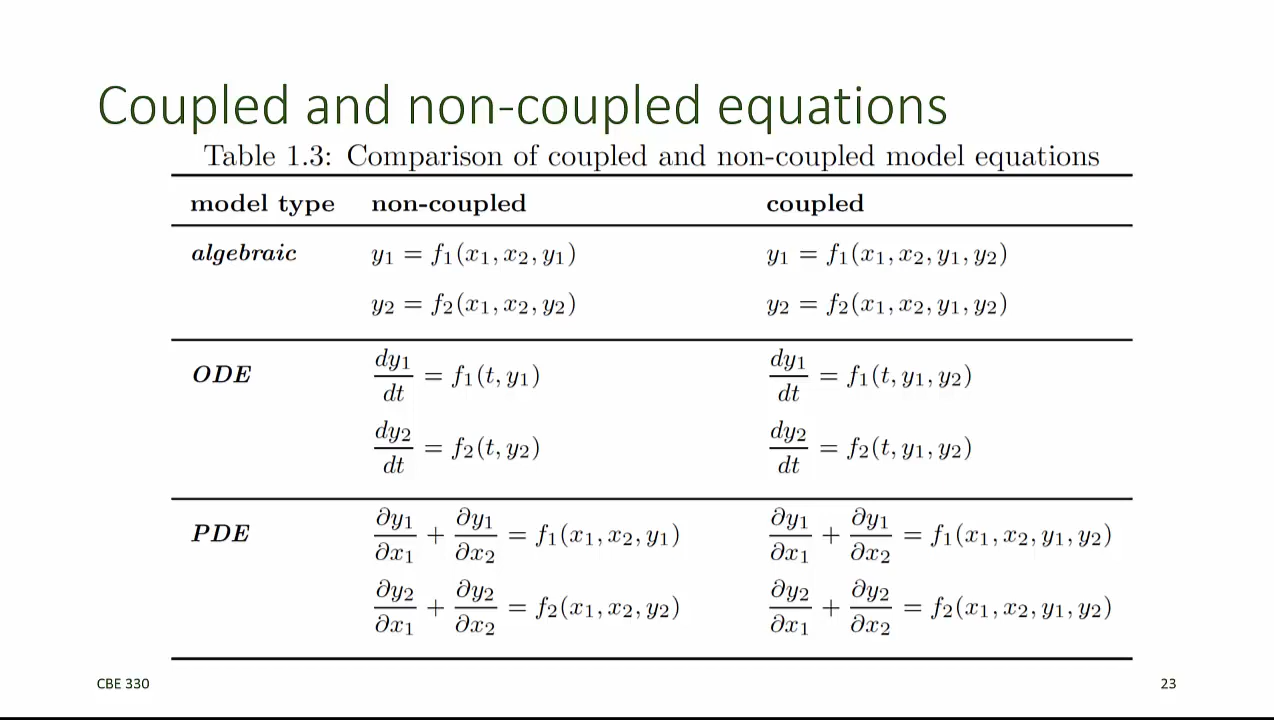 Coupled and non-coupled equations
Table 1.3: Comparison of coupled and non-coupled model equations
model type non-coupled coupled
algebraic y₁ = f₁(x₁, x₂, y₁) y₁ = f₁(x₁, x₂, y₁, y₂)
y₂ = f₂(x₁, x₂, y₂) y₂ = f₂(x₁, x₂, y₁, y₂)
ODE dy₁/dt = f₁(t, y₁) dy₁/dt = f₁(t, y₁, y₂)
dy₂/dt = f₂(t, y₂) dy₂/dt = f₂(t, y₁, y₂)
PDE ∂y₁/∂x₁ + ∂y₁/∂x₂ = f₁(x₁, x₂, y₁) ∂y₁/∂x₁ + ∂y₁/∂x₂ = f₁(x₁, x₂, y₁, y₂)
∂y₂/∂x₁ + ∂y₂/∂x₂ = f₂(x₁, x₂, y₂) ∂y₂/∂x₁ + ∂y₂/∂x₂ = f₂(x₁, x₂, y₁, y₂)
CBE 330 23